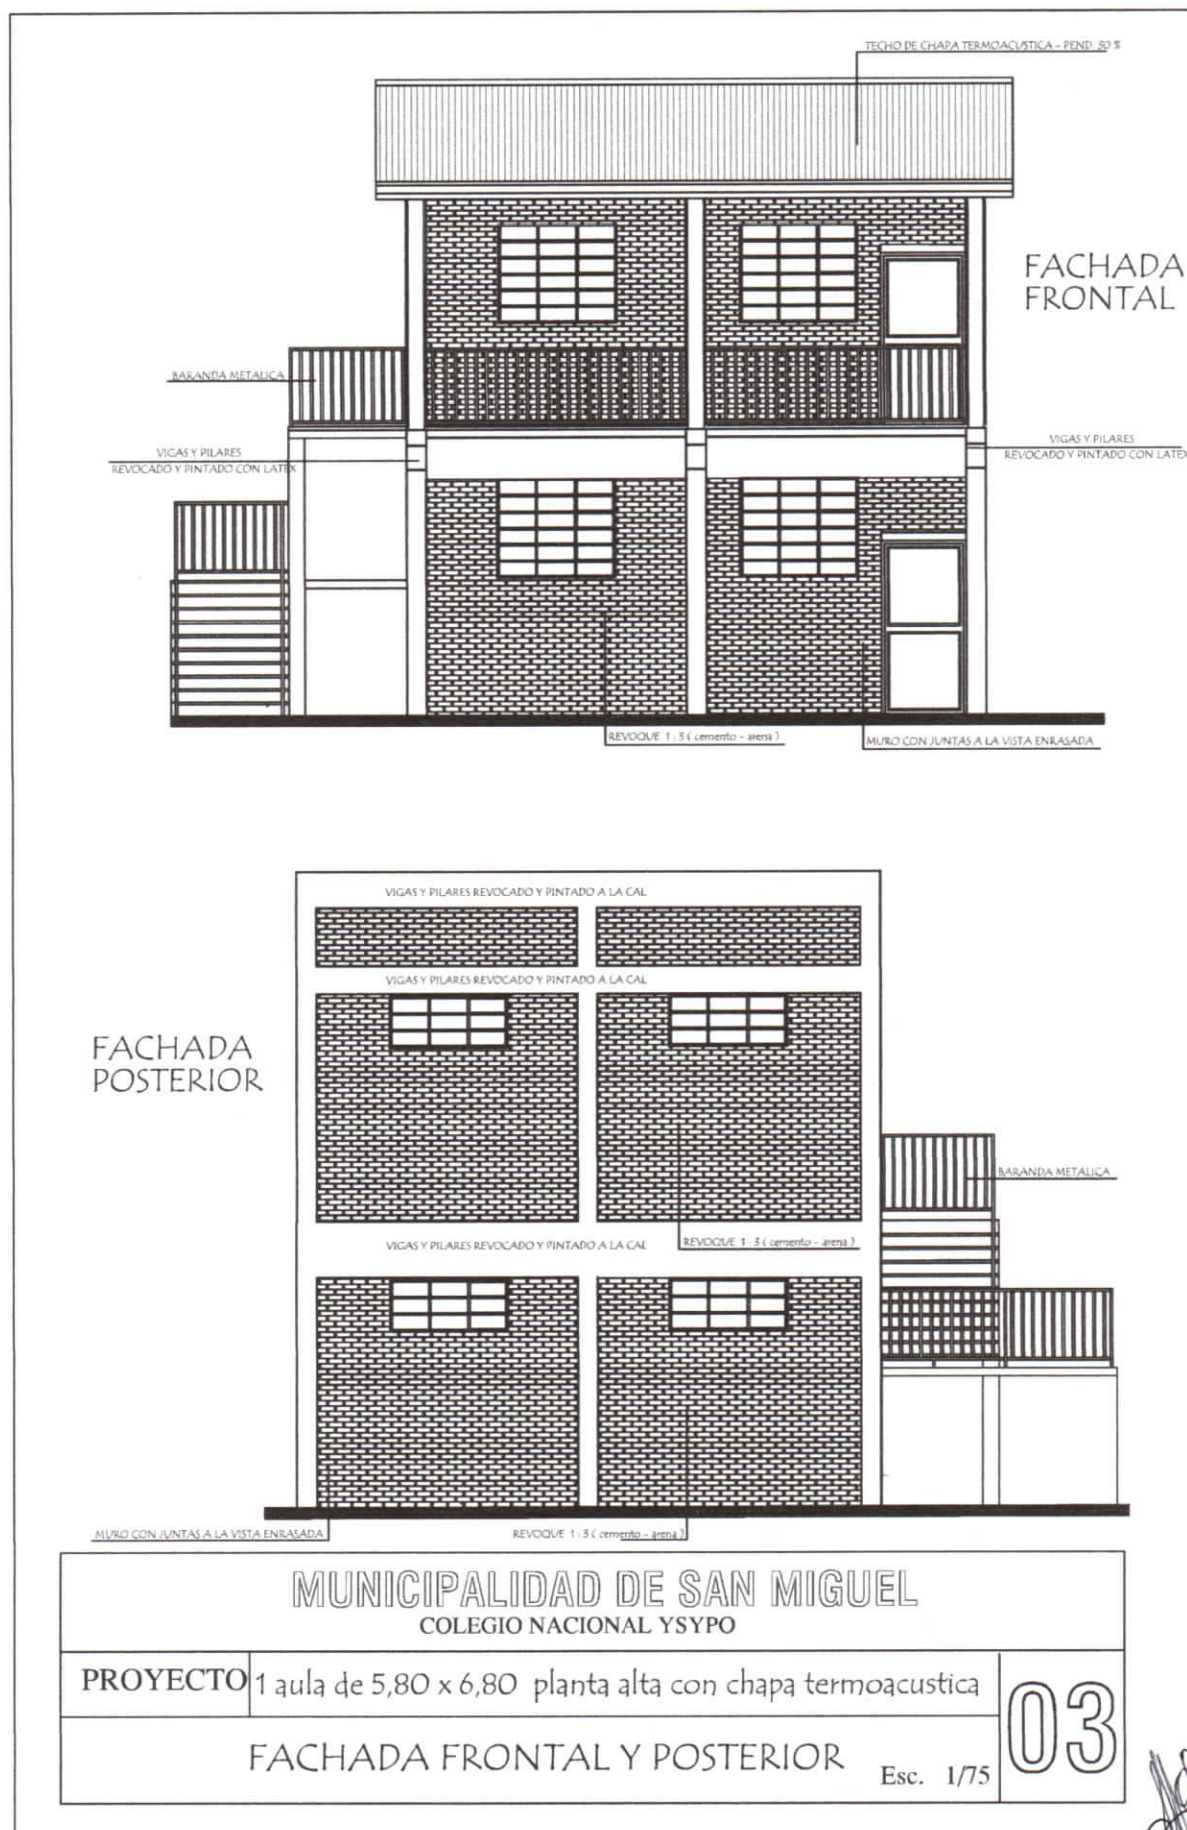 TECHO DE CHAPA TERMOACUSTICA - PEND. 30 %
FACHADA
FRONTAL
BARANDA METALICA
VIGAS Y PILARES
REVOCADO Y PINTADO CON LATEX
VIGAS Y PILARES
REVOCADO Y PINTADO CON LATEX
REVOQUE 1 : 3 ( cemento - arena )
MURO CON JUNTAS A LA VISTA ENRASADA
VIGAS Y PILARES REVOCADO Y PINTADO A LA CAL
VIGAS Y PILARES REVOCADO Y PINTADO A LA CAL
FACHADA
POSTERIOR
BARANDA METALICA
VIGAS Y PILARES REVOCADO Y PINTADO A LA CAL
REVOQUE 1 : 3 ( cemento - arena )
MURO CON JUNTAS A LA VISTA ENRASADA
REVOQUE 1 : 3 ( cemento - arena )
MUNICIPALIDAD DE SAN MIGUEL
COLEGIO NACIONAL YSYPO
PROYECTO 1 aula de 5,80 x 6,80 planta alta con chapa termoacustica
03
FACHADA FRONTAL Y POSTERIOR Esc. 1/75